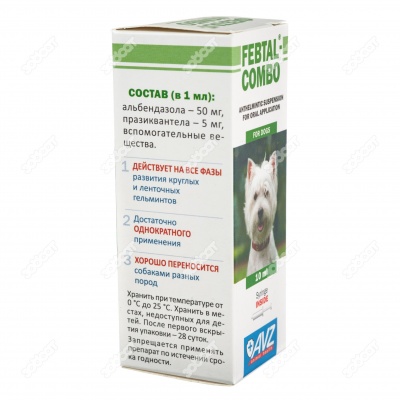 СОСТАВ (в 1 мл):
альбендазола – 50 мг,
празиквантела – 5 мг,
вспомогательные ве-
щества.
1 ДЕЙСТВУЕТ НА ВСЕ ФАЗЫ
развития круглых
и ленточных
гельминтов
2 Достаточно
ОДНОКРАТНОГО
применения
3 ХОРОШО ПЕРЕНОСИТСЯ
собаками разных
пород
Хранить при температуре от
0 °С до 25 °С. Хранить в ме-
стах, недоступных для де-
тей. После первого вскры-
тия упаковки – 28 суток.
Запрещается применять
препарат по истечении сро-
ка годности.
FEBTAL®-
COMBO
ANTHELMINTIC SUSPENSION
FOR ORAL APPLICATION
FOR DOGS
10 ml
Syringe
INSIDE
AVZ